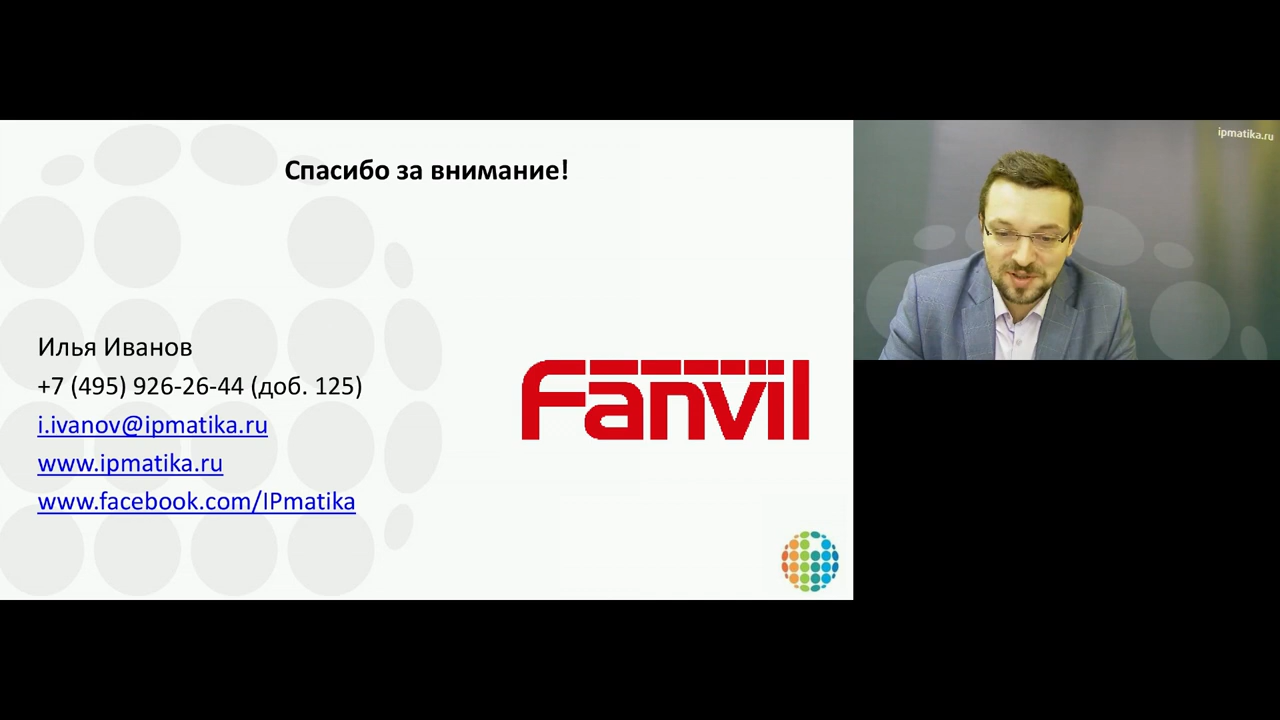 Спасибо за внимание!
Илья Иванов
+7 (495) 926-26-44 (доб. 125)
i.ivanov@ipmatika.ru
www.ipmatika.ru
www.facebook.com/IPmatika
Fanvil
ipmatika.ru